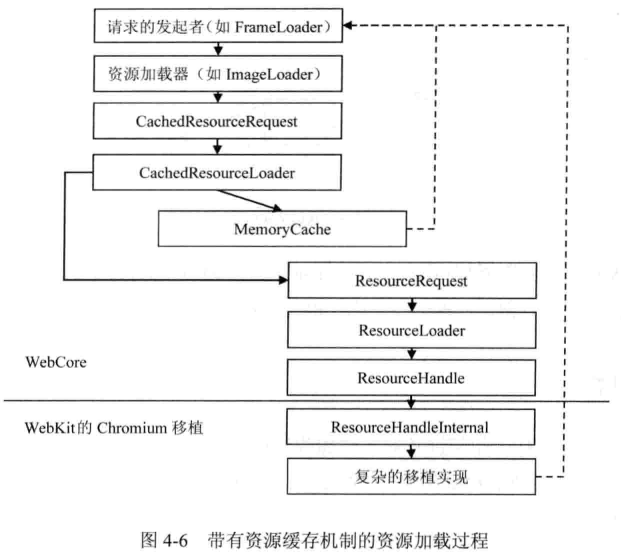 请求的发起者（如 FrameLoader）
资源加载器（如 ImageLoader）
CachedResourceRequest
CachedResourceLoader
MemoryCache
ResourceRequest
ResourceLoader
WebCore
ResourceHandle
WebKit的 Chromium 移植
ResourceHandleInternal
复杂的移植实现
图 4-6 带有资源缓存机制的资源加载过程